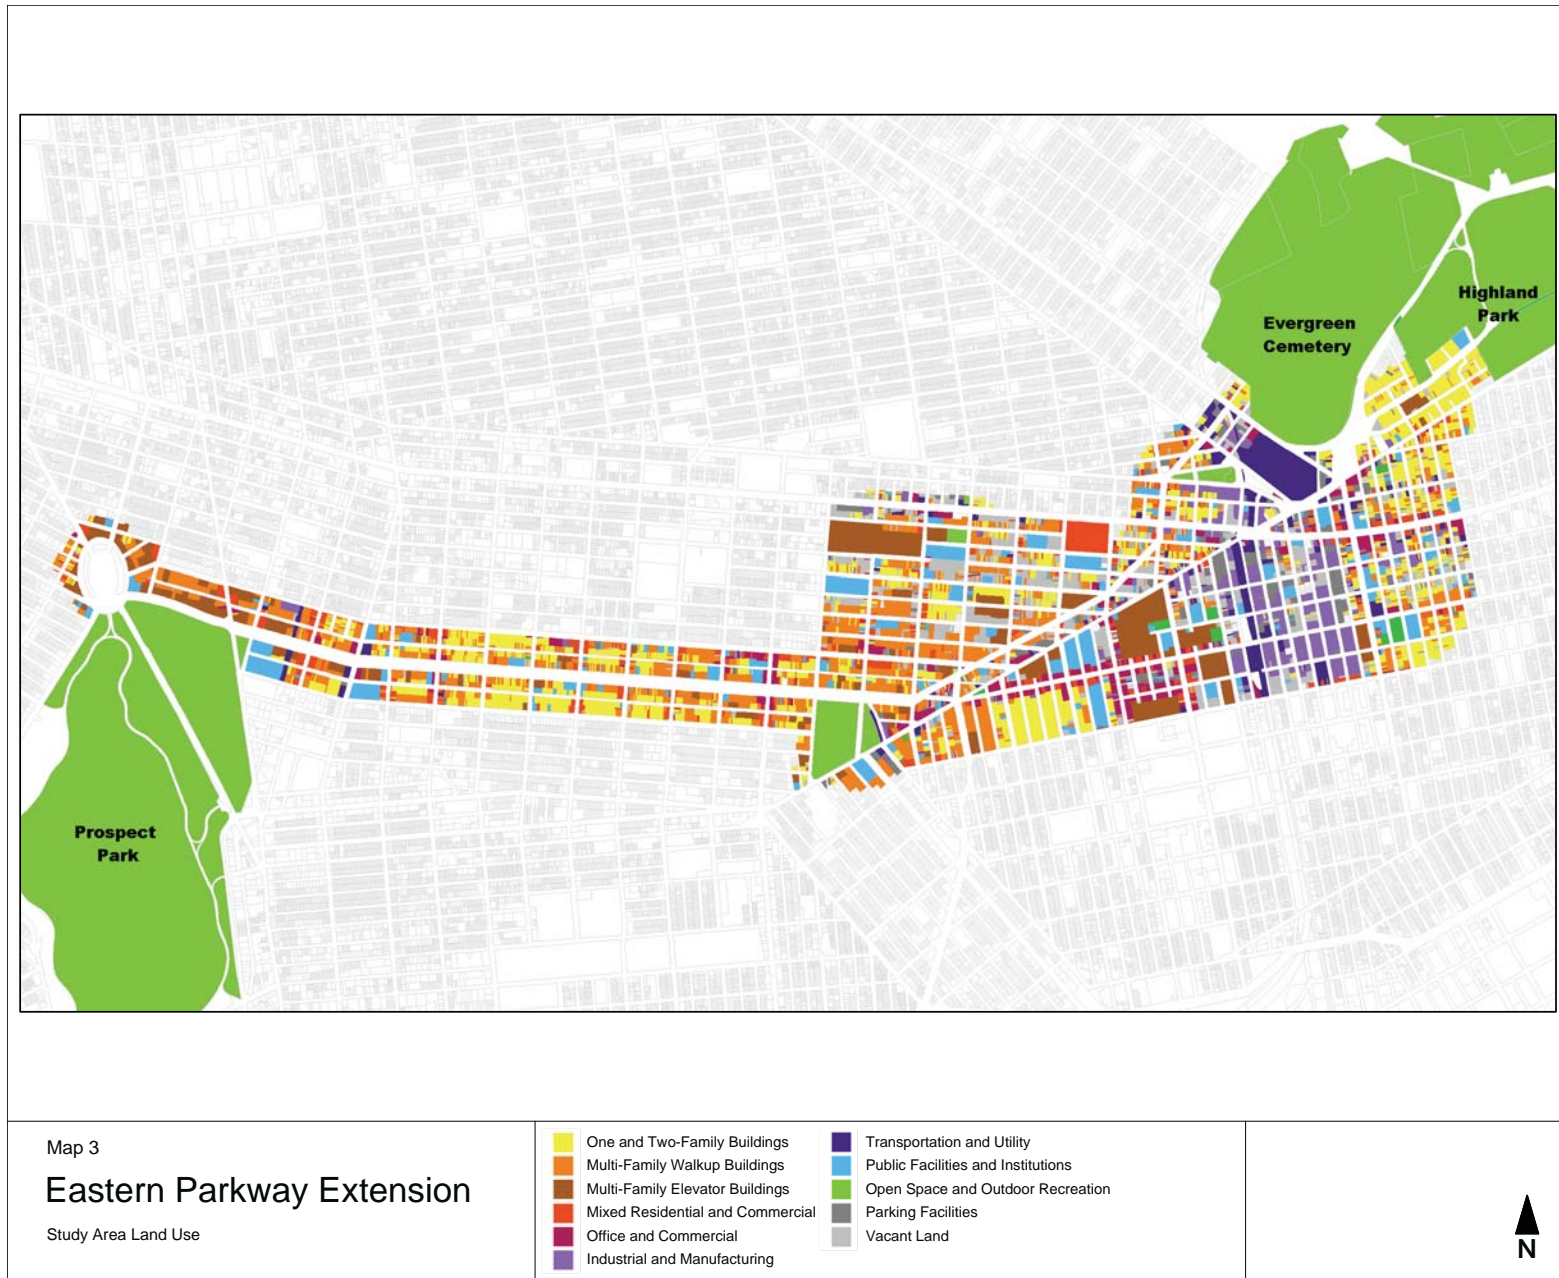 Evergreen
Cemetery
Highland
Park
Prospect
Park
Map 3
Eastern Parkway Extension
Study Area Land Use
One and Two-Family Buildings
Multi-Family Walkup Buildings
Multi-Family Elevator Buildings
Mixed Residential and Commercial
Office and Commercial
Industrial and Manufacturing
Transportation and Utility
Public Facilities and Institutions
Open Space and Outdoor Recreation
Parking Facilities
Vacant Land
N